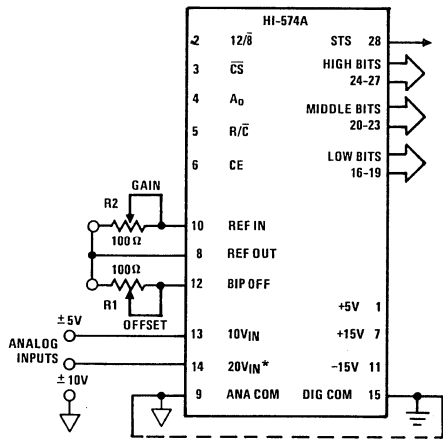 HI-574A
2 12/8̅ STS 28
3 C̅S̅ HIGH BITS 24-27
4 Ao MIDDLE BITS 20-23
5 R/C̅
6 CE LOW BITS 16-19
GAIN
R2
100Ω
10 REF IN
8 REF OUT
100Ω
12 BIP OFF
R1
OFFSET
+5V 1
±5V
13 10VIN +15V 7
ANALOG INPUTS
14 20VIN* -15V 11
±10V
9 ANA COM DIG COM 15